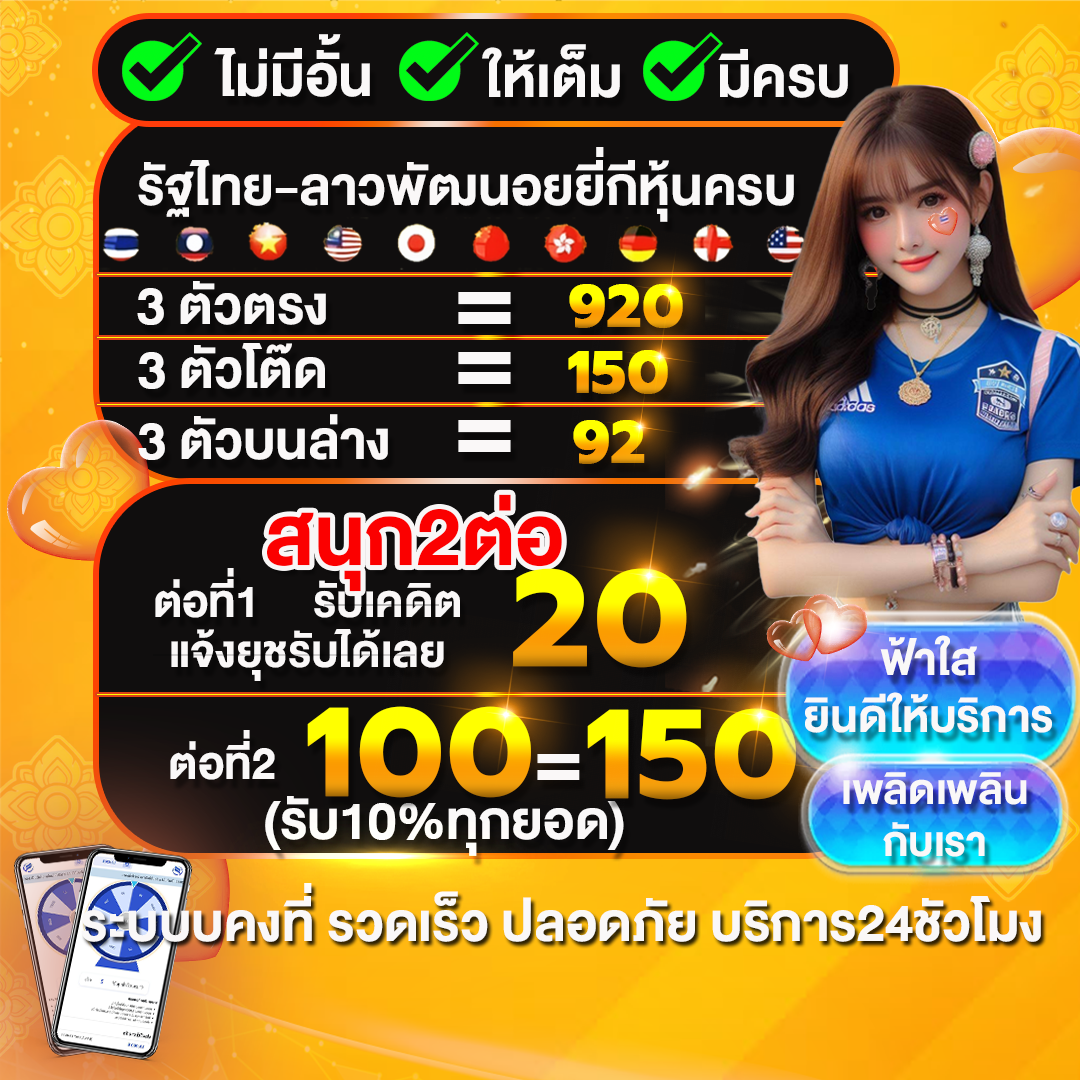 ไม่มีอั้น ให้เต็ม มีครบ
รัฐไทย-ลาวพัฒนอยยี่กีหุ้นครบ
3 ตัวตรง = 920
3 ตัวโต๊ด = 150
3 ตัวบนล่าง = 92
adidas
สนุก2ต่อ
ต่อที่1 รับเคดิต
แจ้งยุชรับได้เลย
20
ฟ้าใส
ยินดีให้บริการ
ต่อที่2 100=150
(รับ10%ทุกยอด)
เพลิดเพลิน
กับเรา
ระบบบคงที่ รวดเร็ว ปลอดภัย บริการ24ชัวโมง